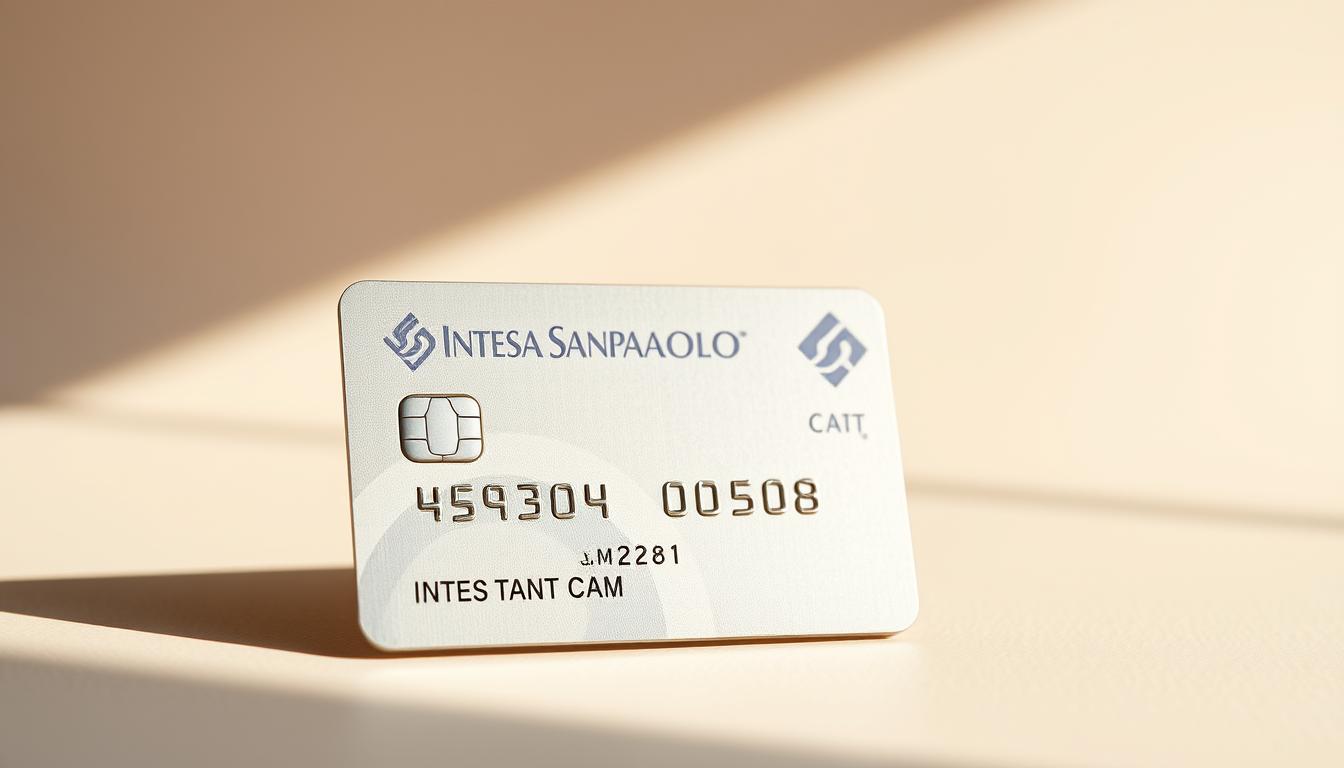 INTESA SANPAAOLO
CATT
459304 00508
M2281
INTES TANT CAM